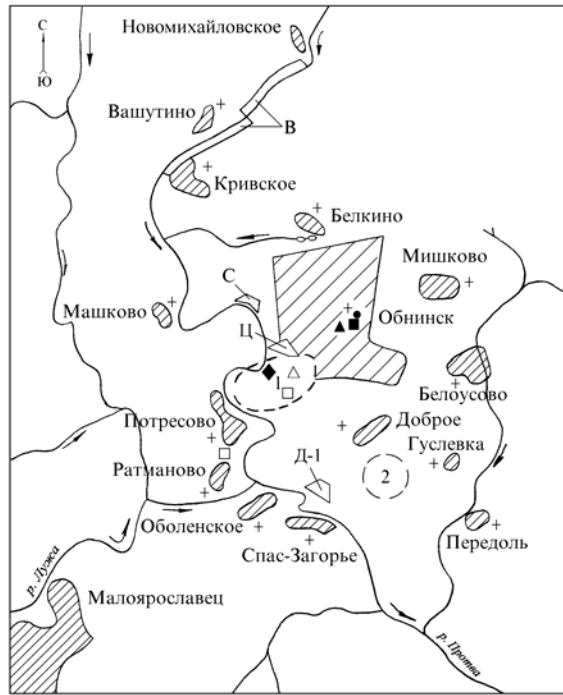 С
Ю
Новомихайловское
Вашутино
В
Кривское
Белкино
Мишково
С
Обнинск
Машково
Ц
1
Белоусово
Потресово
Доброе
Гуслевка
Д-1
2
Ратманово
Оболенское
Передоль
Спас-Загорье
р. Лужа
Малоярославец
р. Протва